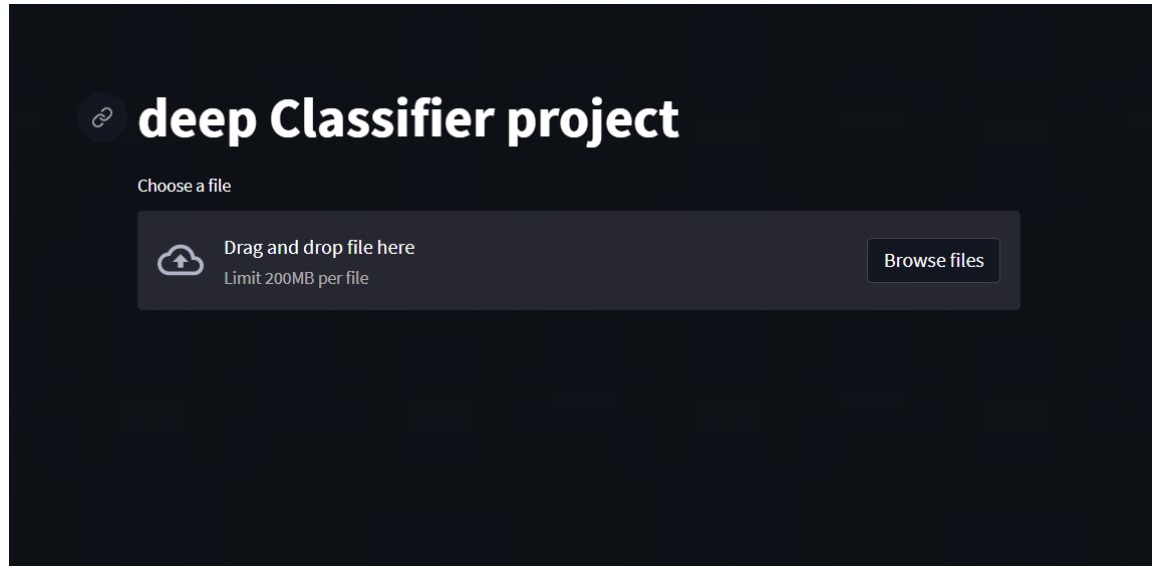 deep Classifier project
Choose a file
Drag and drop file here
Limit 200MB per file
Browse files